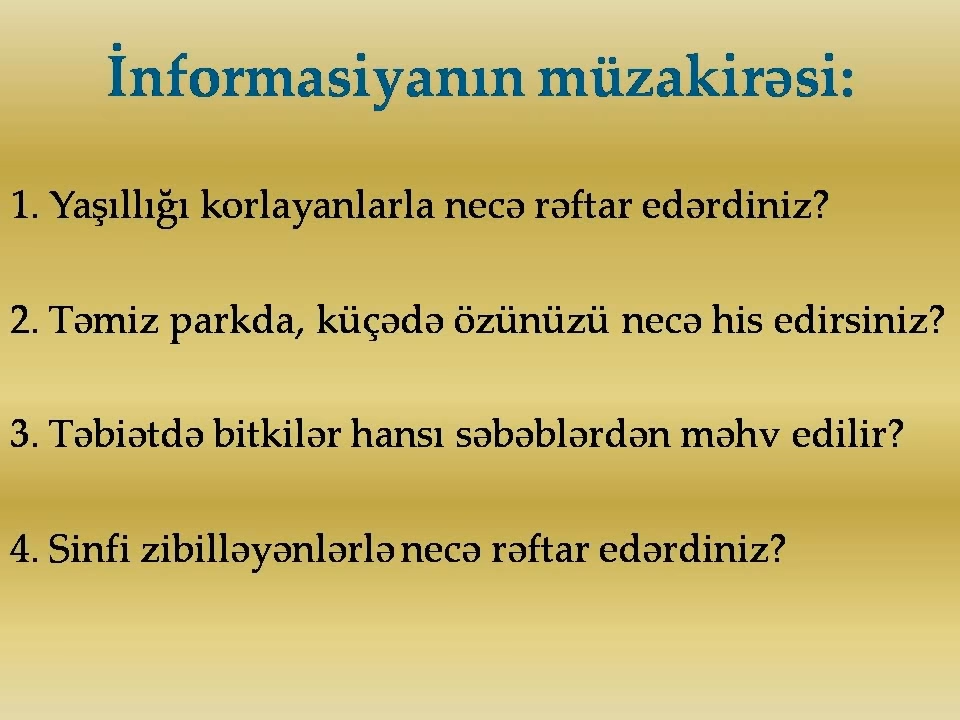 İnformasiyanın müzakirəsi:
1. Yaşıllığı korlayanlarla necə rəftar edərdiniz?
2. Təmiz parkda, küçədə özünüzü necə his edirsiniz?
3. Təbiətdə bitkilər hansı səbəblərdən məhv edilir?
4. Sinfi zibilləyənlərlə necə rəftar edərdiniz?